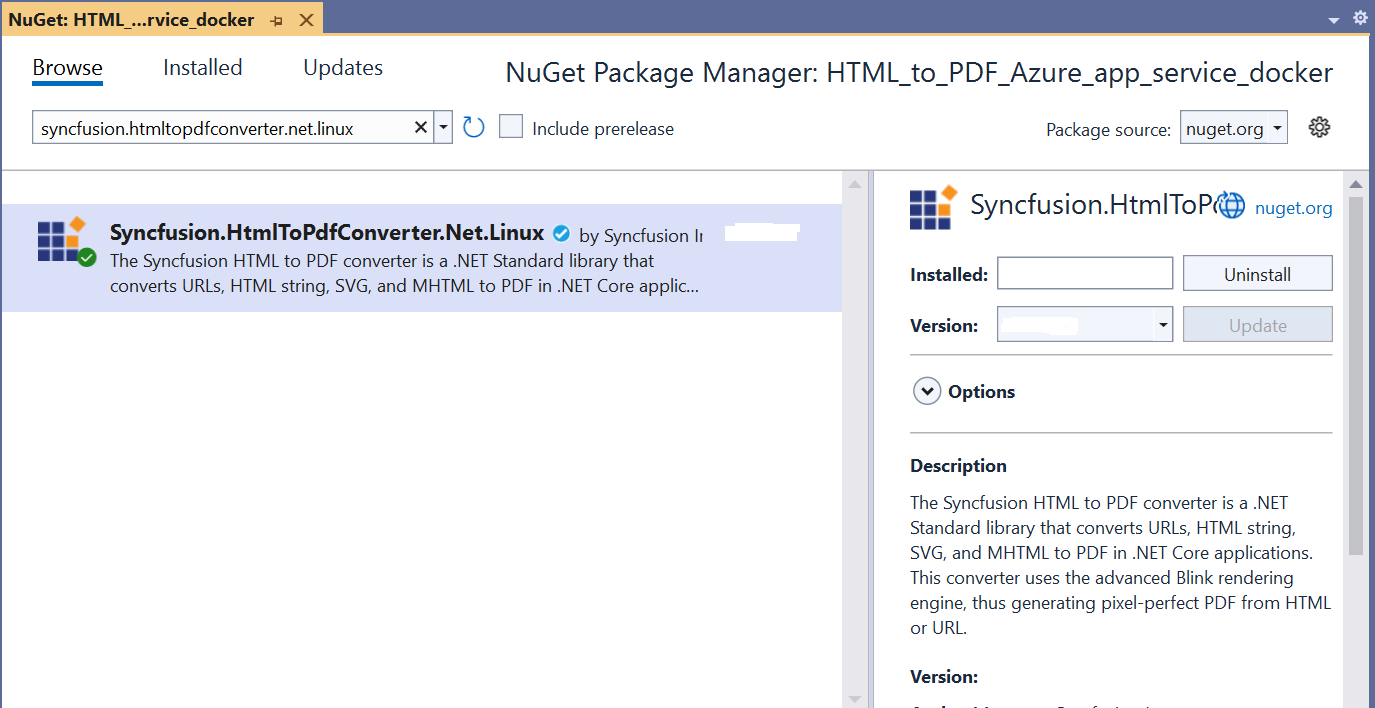 NuGet: HTML_...rvice_docker
Browse Installed Updates
NuGet Package Manager: HTML_to_PDF_Azure_app_service_docker
syncfusion.htmltopdfconverter.net.linux
Include prerelease
Package source: nuget.org
Syncfusion.HtmlToPdfConverter.Net.Linux by Syncfusion
The Syncfusion HTML to PDF converter is a .NET Standard library that
converts URLs, HTML string, SVG, and MHTML to PDF in .NET Core applic...
Syncfusion.HtmlToP
nuget.org
Installed:
Uninstall
Version:
Update
Options
Description
The Syncfusion HTML to PDF converter is a .NET
Standard library that converts URLs, HTML string,
SVG, and MHTML to PDF in .NET Core applications.
This converter uses the advanced Blink rendering
engine, thus generating pixel-perfect PDF from HTML
or URL.
Version: